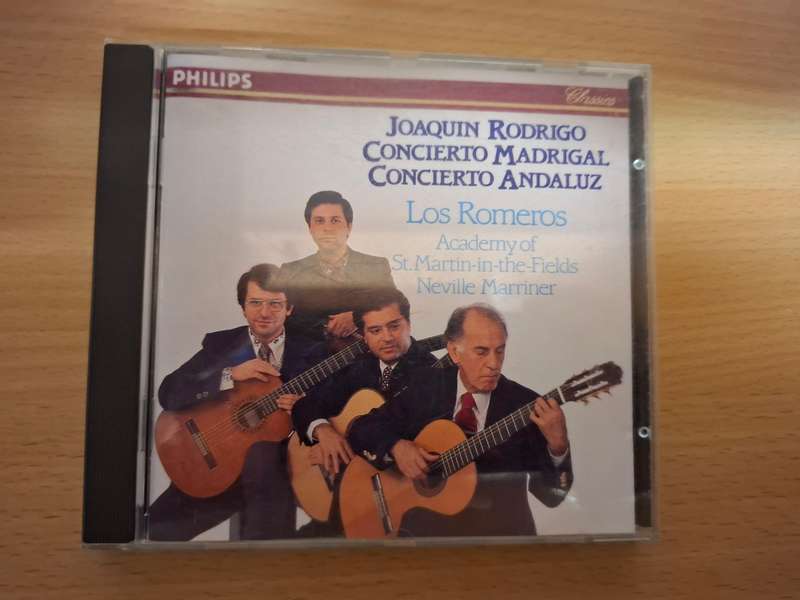 PHILIPS
Classics
JOAQUIN RODRIGO
CONCIERTO MADRIGAL
CONCIERTO ANDALUZ
Los Romeros
Academy of
St. Martin-in-the-Fields
Neville Marriner